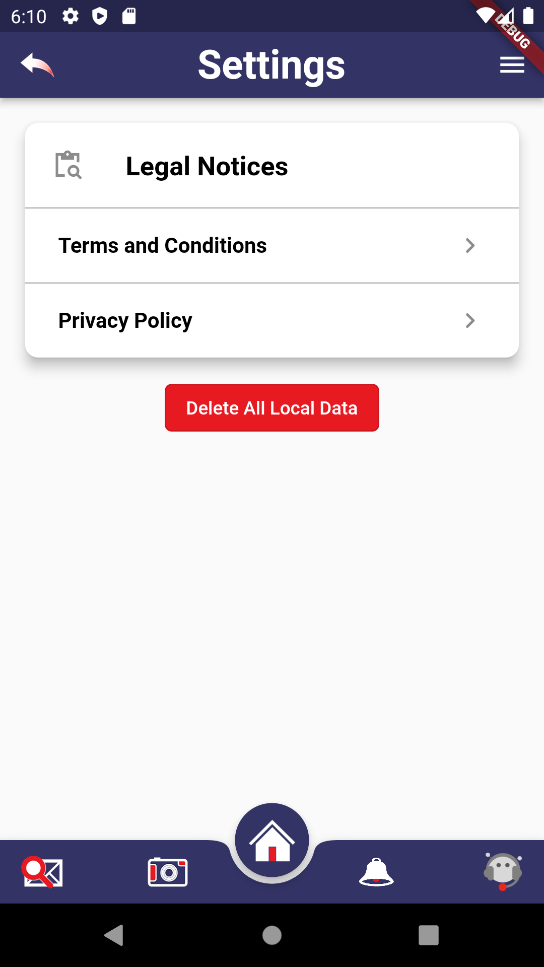 6:10
DEBUG
Settings
Legal Notices
Terms and Conditions
Privacy Policy
Delete All Local Data